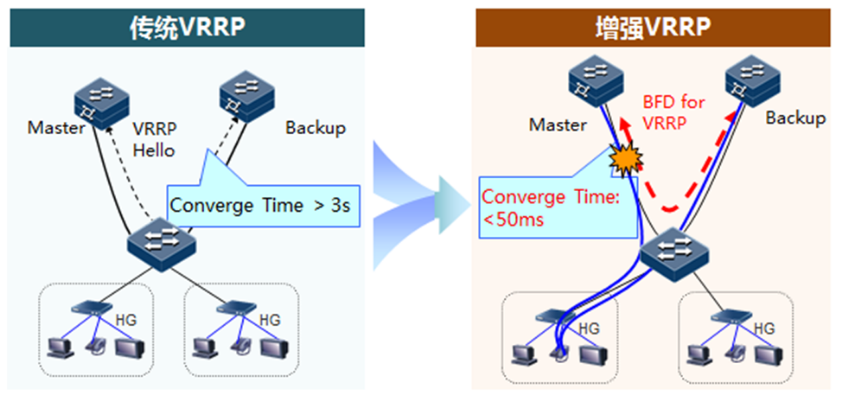 传统VRRP
Master
VRRP
Hello
Backup
Converge Time > 3s
HG
HG
增强VRRP
Master
BFD for
VRRP
Backup
Converge Time:
<50ms
HG
HG